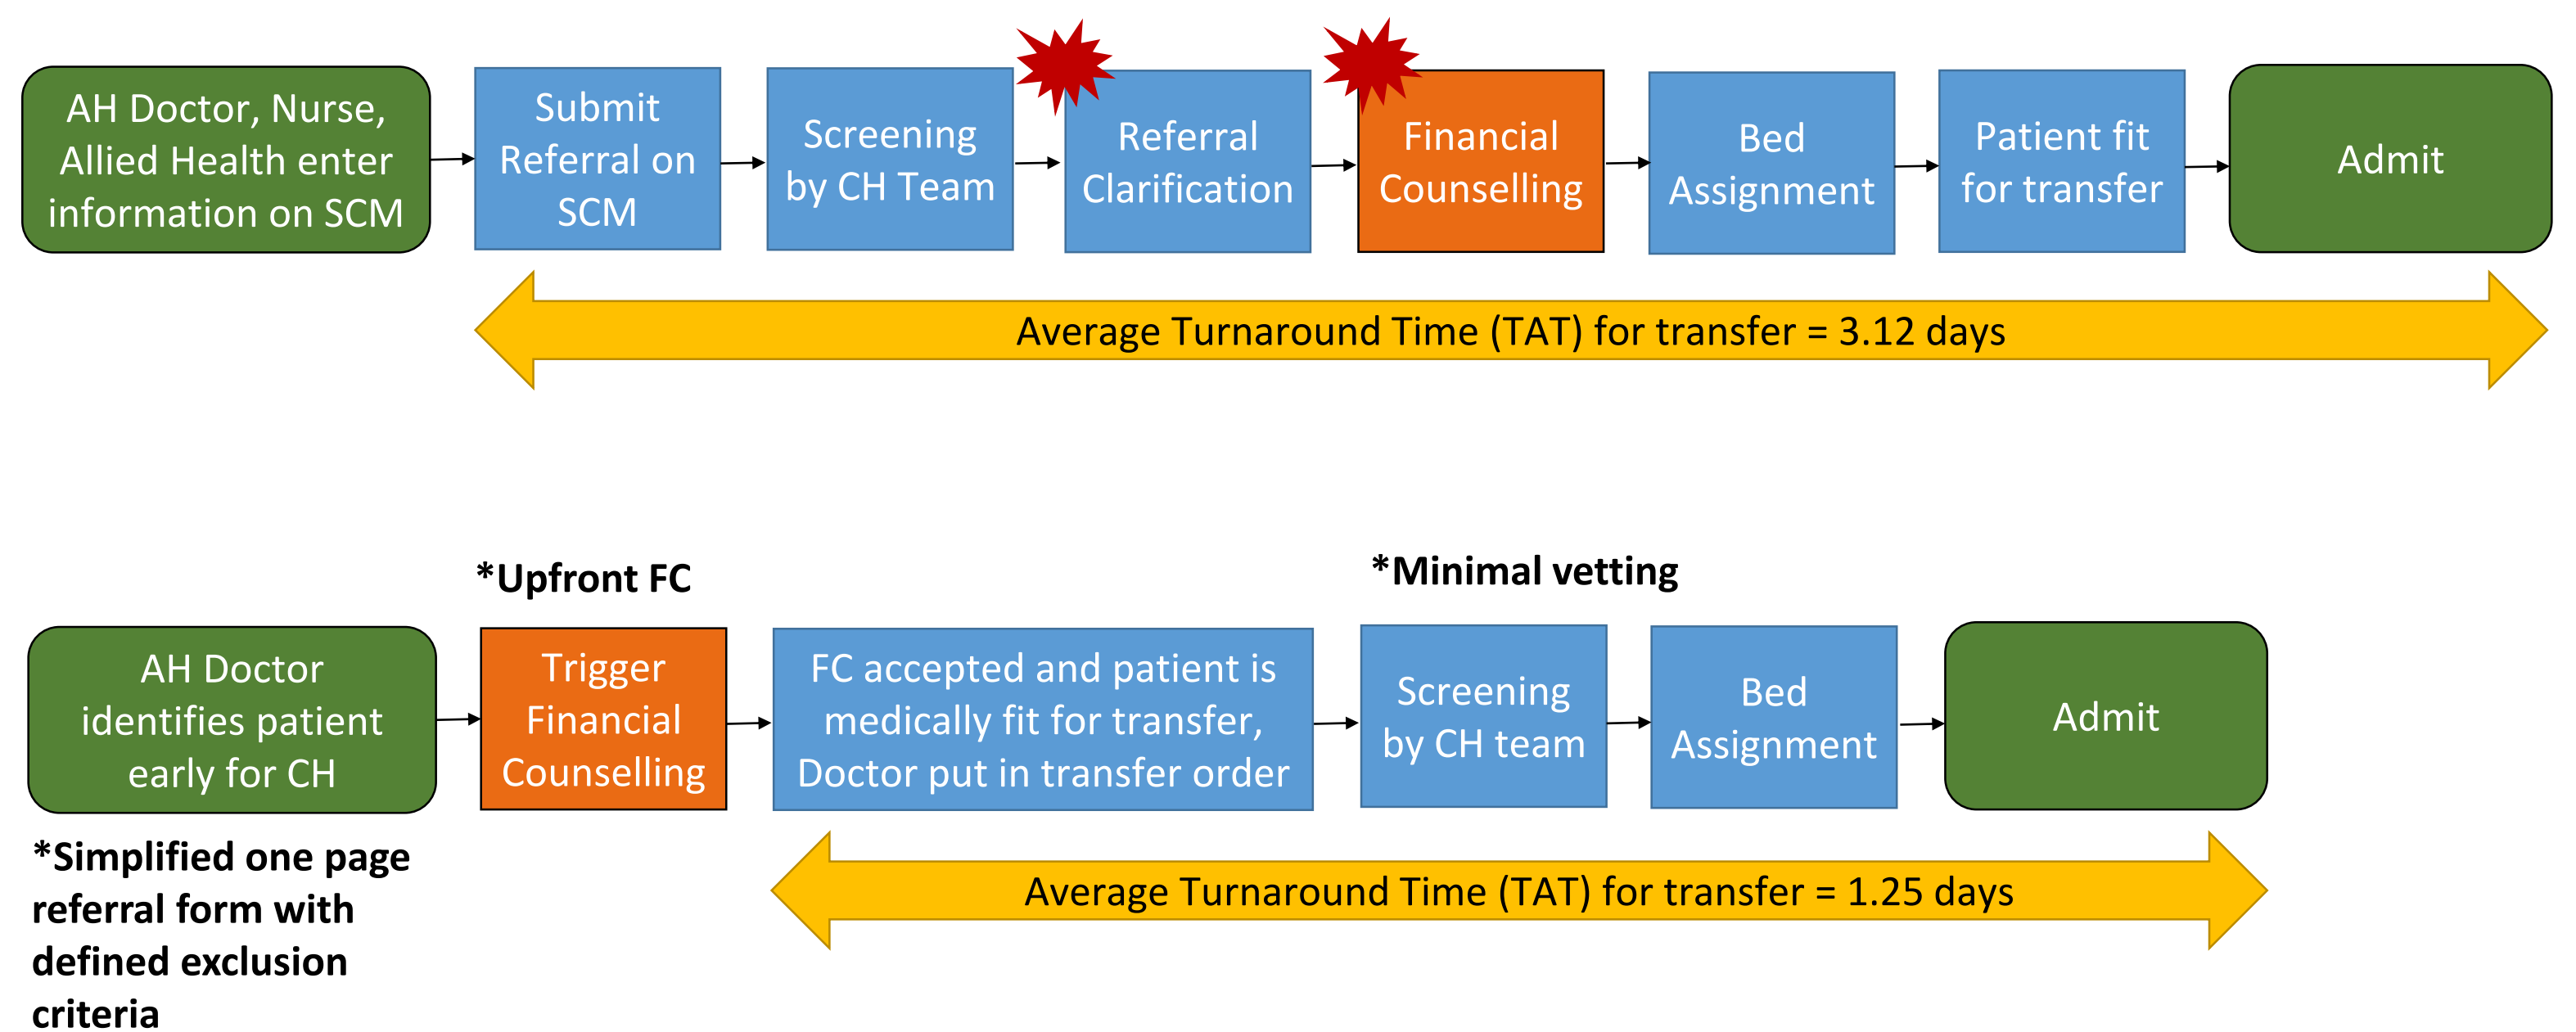 AH Doctor, Nurse,
Allied Health enter
information on SCM
Submit
Referral on
SCM
Screening
by CH Team
Referral
Clarification
Financial
Counselling
Bed
Assignment
Patient fit
for transfer
Admit
Average Turnaround Time (TAT) for transfer = 3.12 days
*Upfront FC
*Minimal vetting
AH Doctor
identifies patient
early for CH
Trigger
Financial
Counselling
FC accepted and patient is
medically fit for transfer,
Doctor put in transfer order
Screening
by CH team
Bed
Assignment
Admit
*Simplified one page
referral form with
defined exclusion
criteria
Average Turnaround Time (TAT) for transfer = 1.25 days